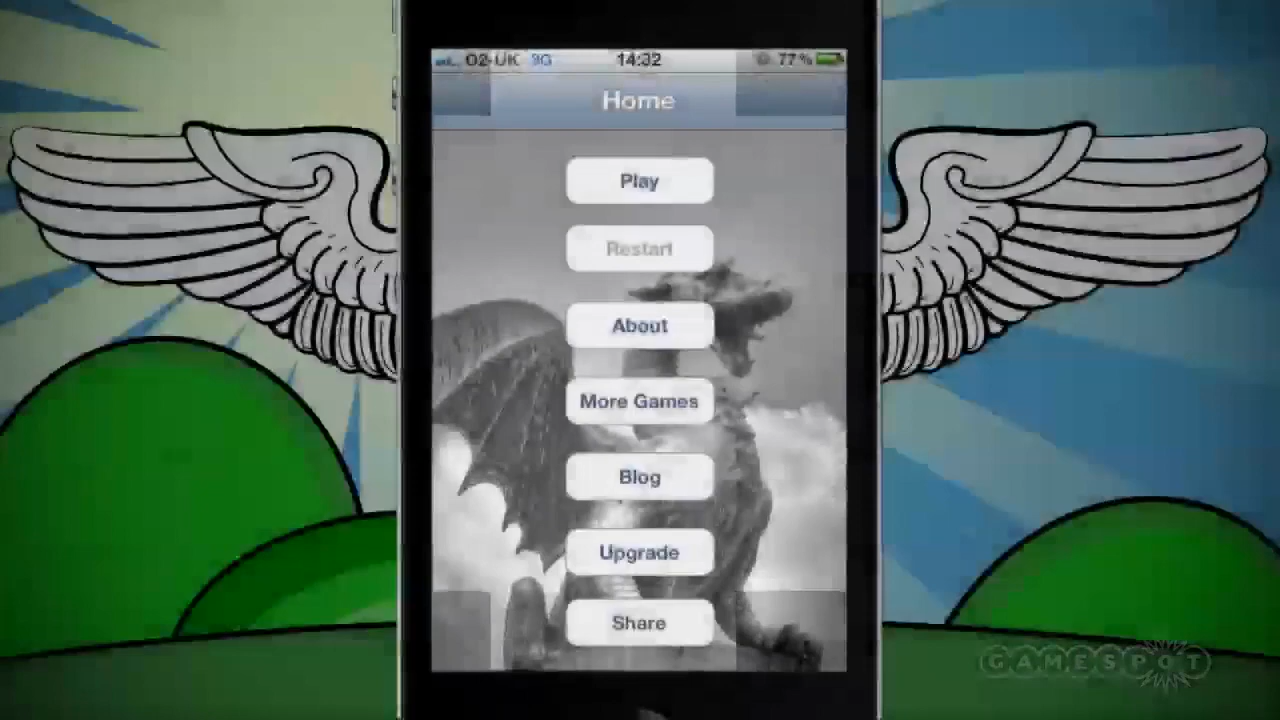 O2-UK 3G 14:32 77%
Home
Play
Restart
About
More Games
Blog
Upgrade
Share
GAMESPOT